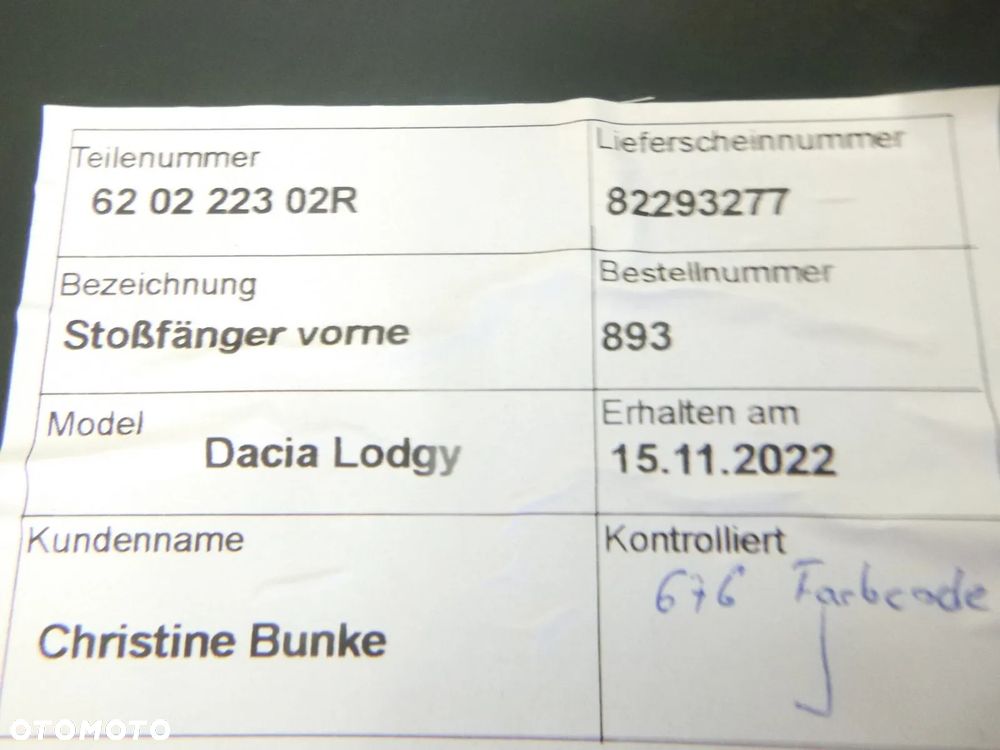 Teilenummer
62 02 223 02R
Lieferscheinnummer
82293277
Bezeichnung
Stoßfänger vorne
Bestellnummer
893
Model
Dacia Lodgy
Erhalten am
15.11.2022
Kundenname
Christine Bunke
Kontrolliert
676 Farbcode
OTOMOTO